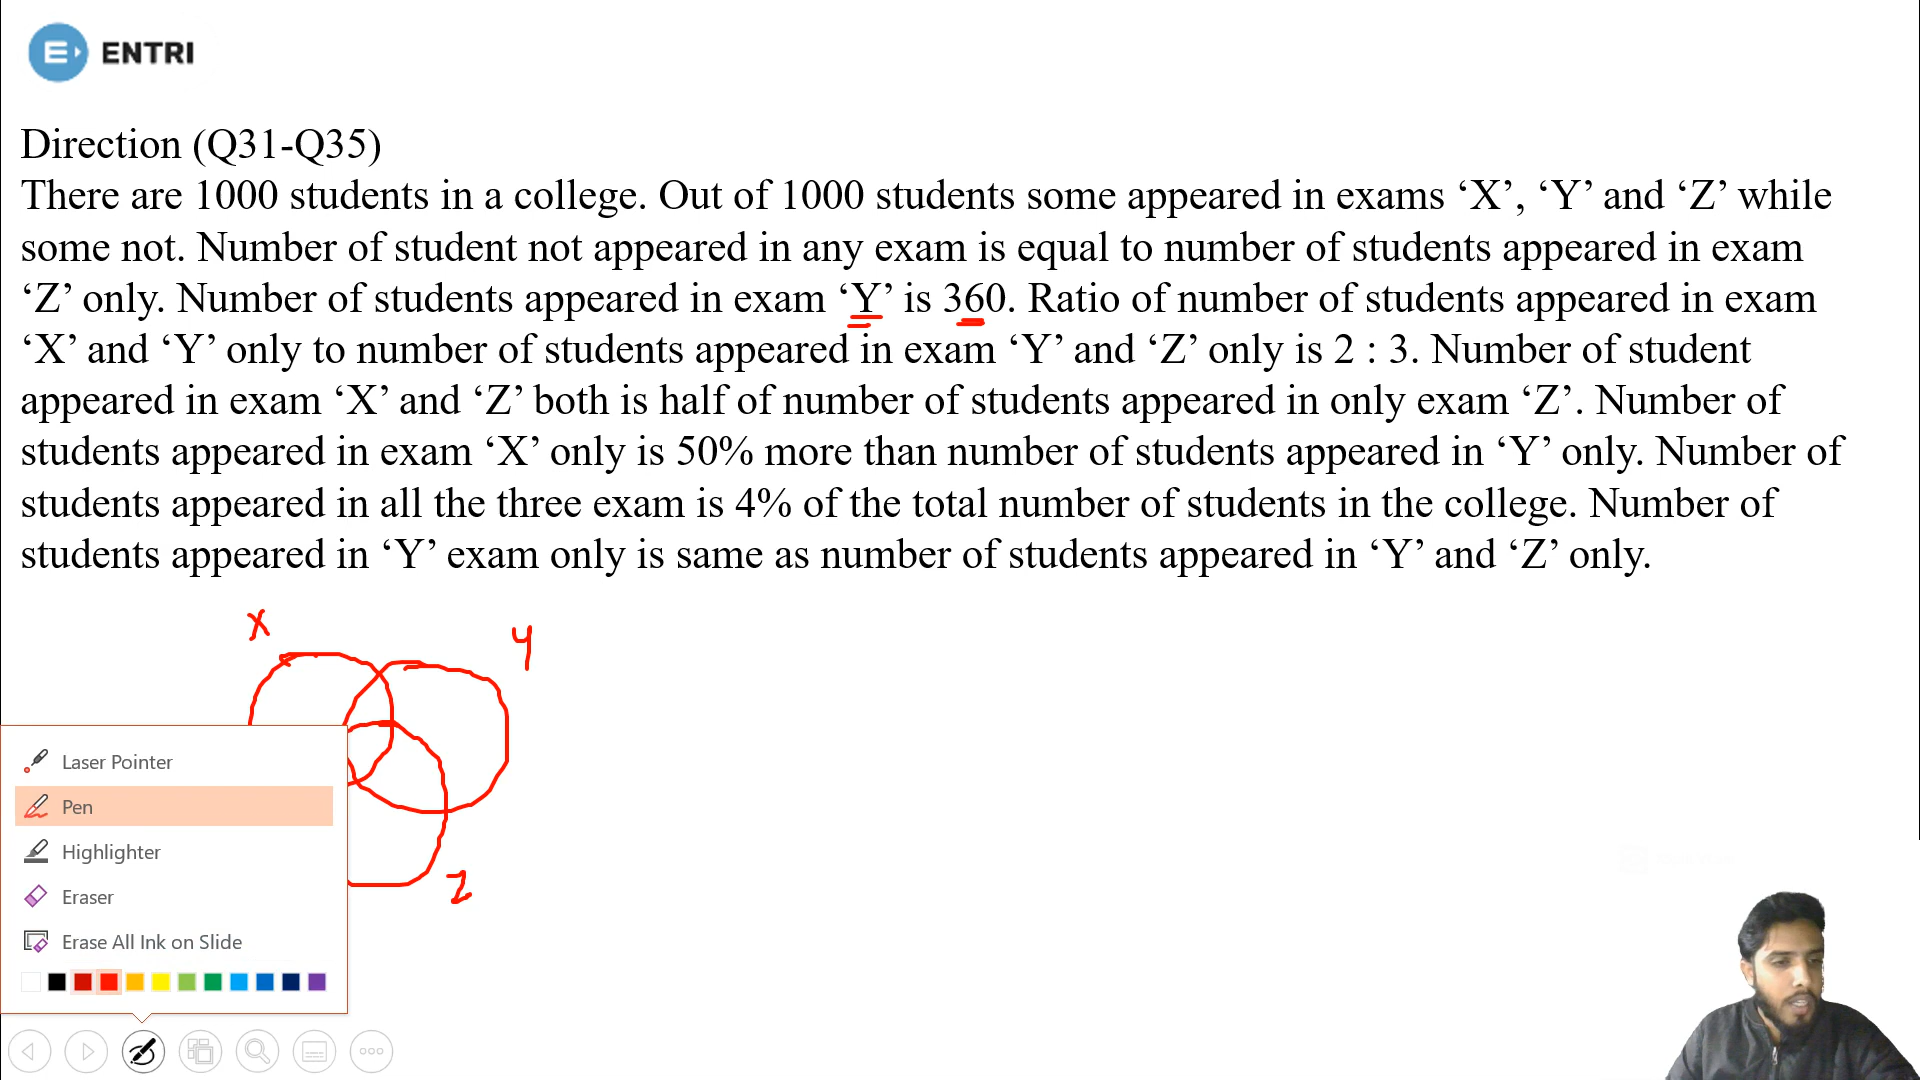 ENTRI
Direction (Q31-Q35)
There are 1000 students in a college. Out of 1000 students some appeared in exams ‘X’, ‘Y’ and ‘Z’ while
some not. Number of student not appeared in any exam is equal to number of students appeared in exam
‘Z’ only. Number of students appeared in exam ‘Y’ is 360. Ratio of number of students appeared in exam
‘X’ and ‘Y’ only to number of students appeared in exam ‘Y’ and ‘Z’ only is 2 : 3. Number of student
appeared in exam ‘X’ and ‘Z’ both is half of number of students appeared in only exam ‘Z’. Number of
students appeared in exam ‘X’ only is 50% more than number of students appeared in ‘Y’ only. Number of
students appeared in all the three exam is 4% of the total number of students in the college. Number of
students appeared in ‘Y’ exam only is same as number of students appeared in ‘Y’ and ‘Z’ only.
X
Y
Z
Laser Pointer
Pen
Highlighter
Eraser
Erase All Ink on Slide